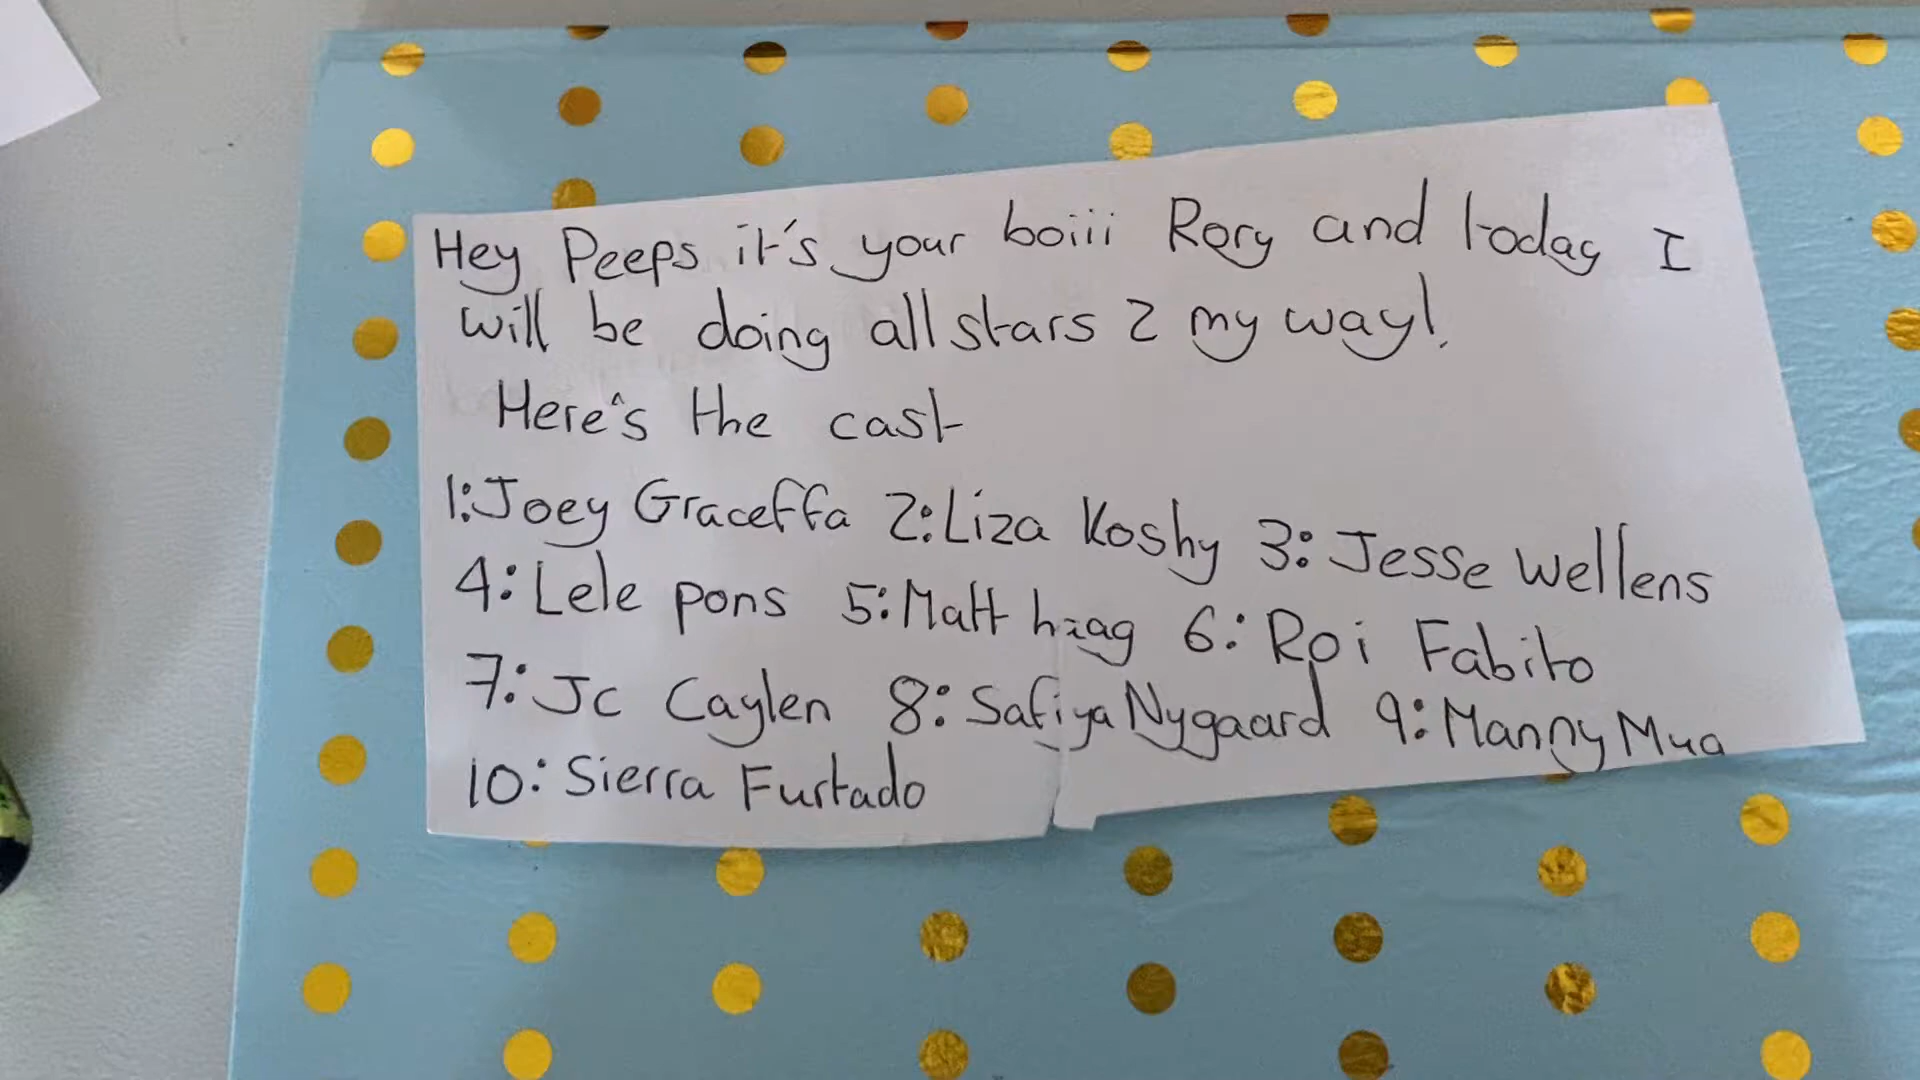 Hey Peeps it's your boiii Rory and today I
will be doing all stars 2 my way!
Here's the cast
1:Joey Graceffa 2:Liza Koshy 3:Jesse Wellens
4:Lele pons 5:Matt haag 6:Roi Fabito
7:Jc Caylen 8:Safiya Nygaard 9:Manny Mua
10:Sierra Furtado